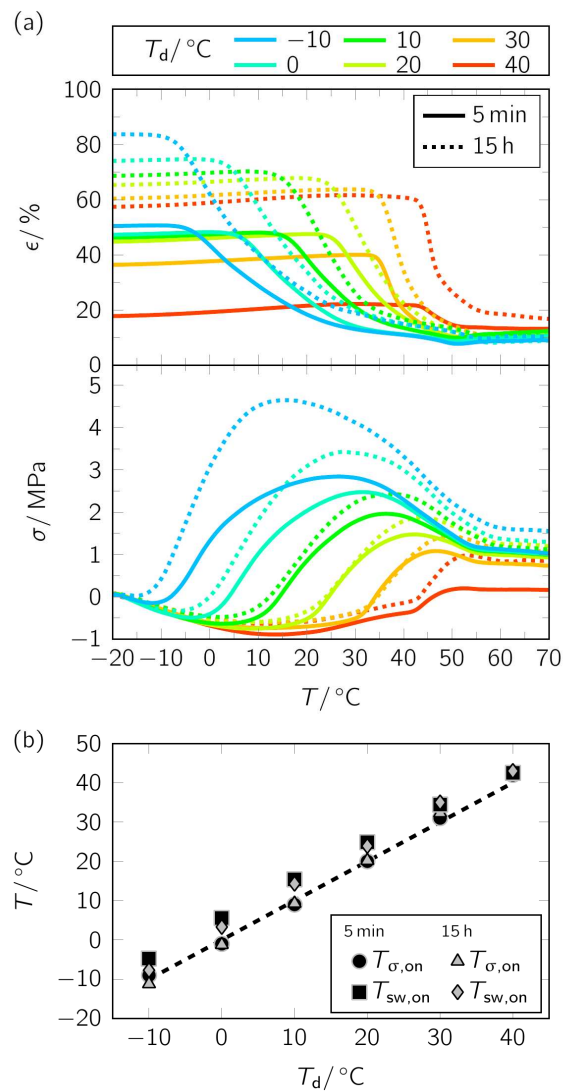 (a)
T_d/ °C −10 10 30
0 20 40
100
80
60
40
20
0
ϵ/ %
5 min
15 h
5
4
3
2
1
0
−1
σ/ MPa
−20 −10 0 10 20 30 40 50 60 70
T/ °C
(b)
50
40
30
20
10
0
−10
−20
T/ °C
5 min 15 h
T_σ,on T_σ,on
T_sw,on T_sw,on
−10 0 10 20 30 40
T_d/ °C